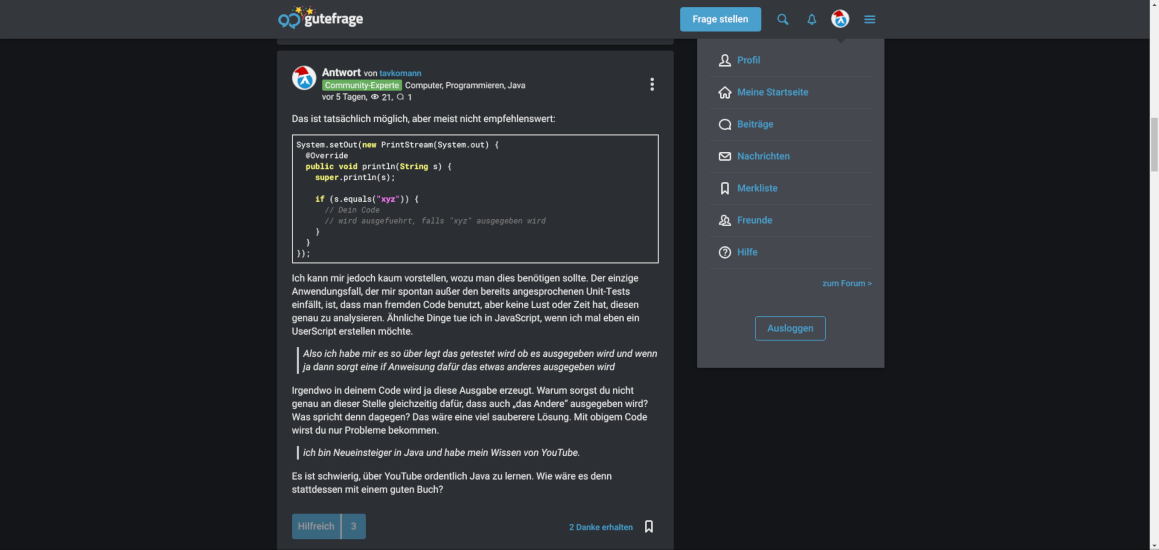 gutefrage
Frage stellen
Antwort von tavkomann
Community-Experte Computer, Programmieren, Java
vor 5 Tagen, 21, 1
Das ist tatsächlich möglich, aber meist nicht empfehlenswert:
System.setOut(new PrintStream(System.out) {
@Override
public void println(String s) {
super.println(s);
if (s.equals("xyz")) {
// Dein Code
// wird ausgefuehrt, falls "xyz" ausgegeben wird
}
}
});
Ich kann mir jedoch kaum vorstellen, wozu man dies benötigen sollte. Der einzige
Anwendungsfall, der mir spontan außer den bereits angesprochenen Unit-Tests
einfällt, ist, dass man fremden Code benutzt, aber keine Lust oder Zeit hat, diesen
genau zu analysieren. Ähnliche Dinge tue ich in JavaScript, wenn ich mal eben ein
UserScript erstellen möchte.
Also ich habe mir es so über legt das getestet wird ob es ausgegeben wird und wenn
ja dann sorgt eine if Anweisung dafür das etwas anderes ausgegeben wird
Irgendwo in deinem Code wird ja diese Ausgabe erzeugt. Warum sorgst du nicht
genau an dieser Stelle gleichzeitig dafür, dass auch „das Andere“ ausgegeben wird?
Was spricht denn dagegen? Das wäre eine viel sauberere Lösung. Mit obigem Code
wirst du nur Probleme bekommen.
ich bin Neueinsteiger in Java und habe mein Wissen von YouTube.
Es ist schwierig, über YouTube ordentlich Java zu lernen. Wie wäre es denn
stattdessen mit einem guten Buch?
Hilfreich 3
2 Danke erhalten
Profil
Meine Startseite
Beiträge
Nachrichten
Merkliste
Freunde
Hilfe
zum Forum >
Ausloggen